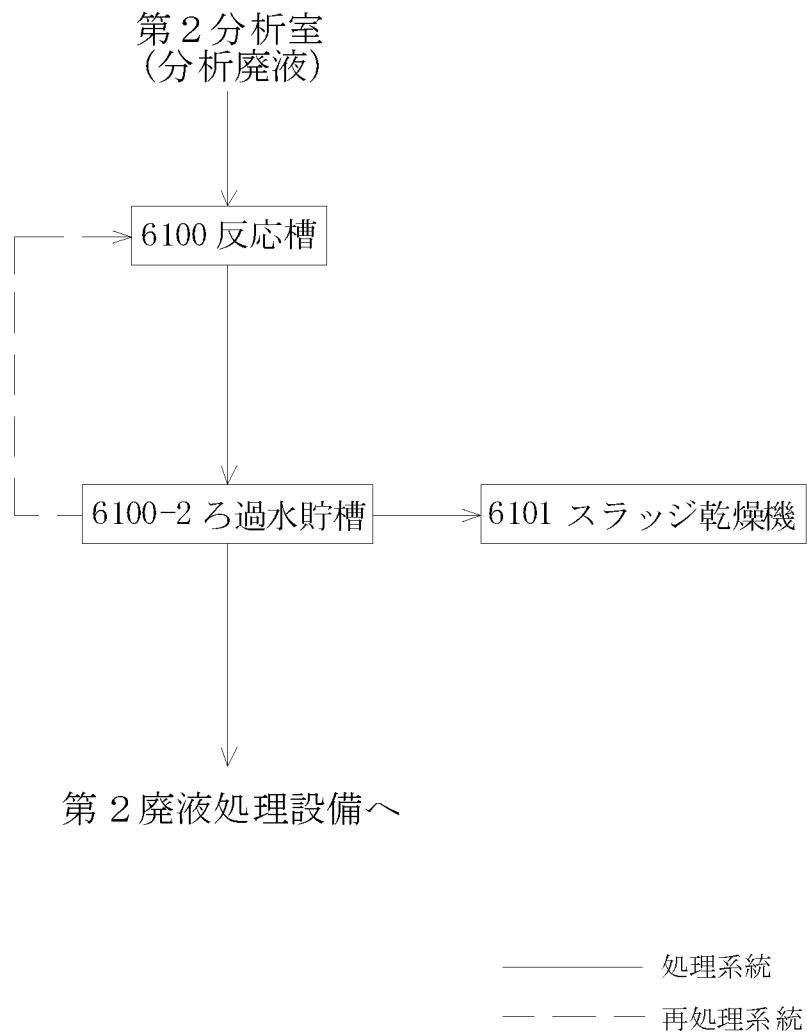 第２分析室
(分析廃液)
6100 反応槽
6100-2 ろ過水貯槽
6101 スラッジ乾燥機
第２廃液処理設備へ
処理系統
再処理系統